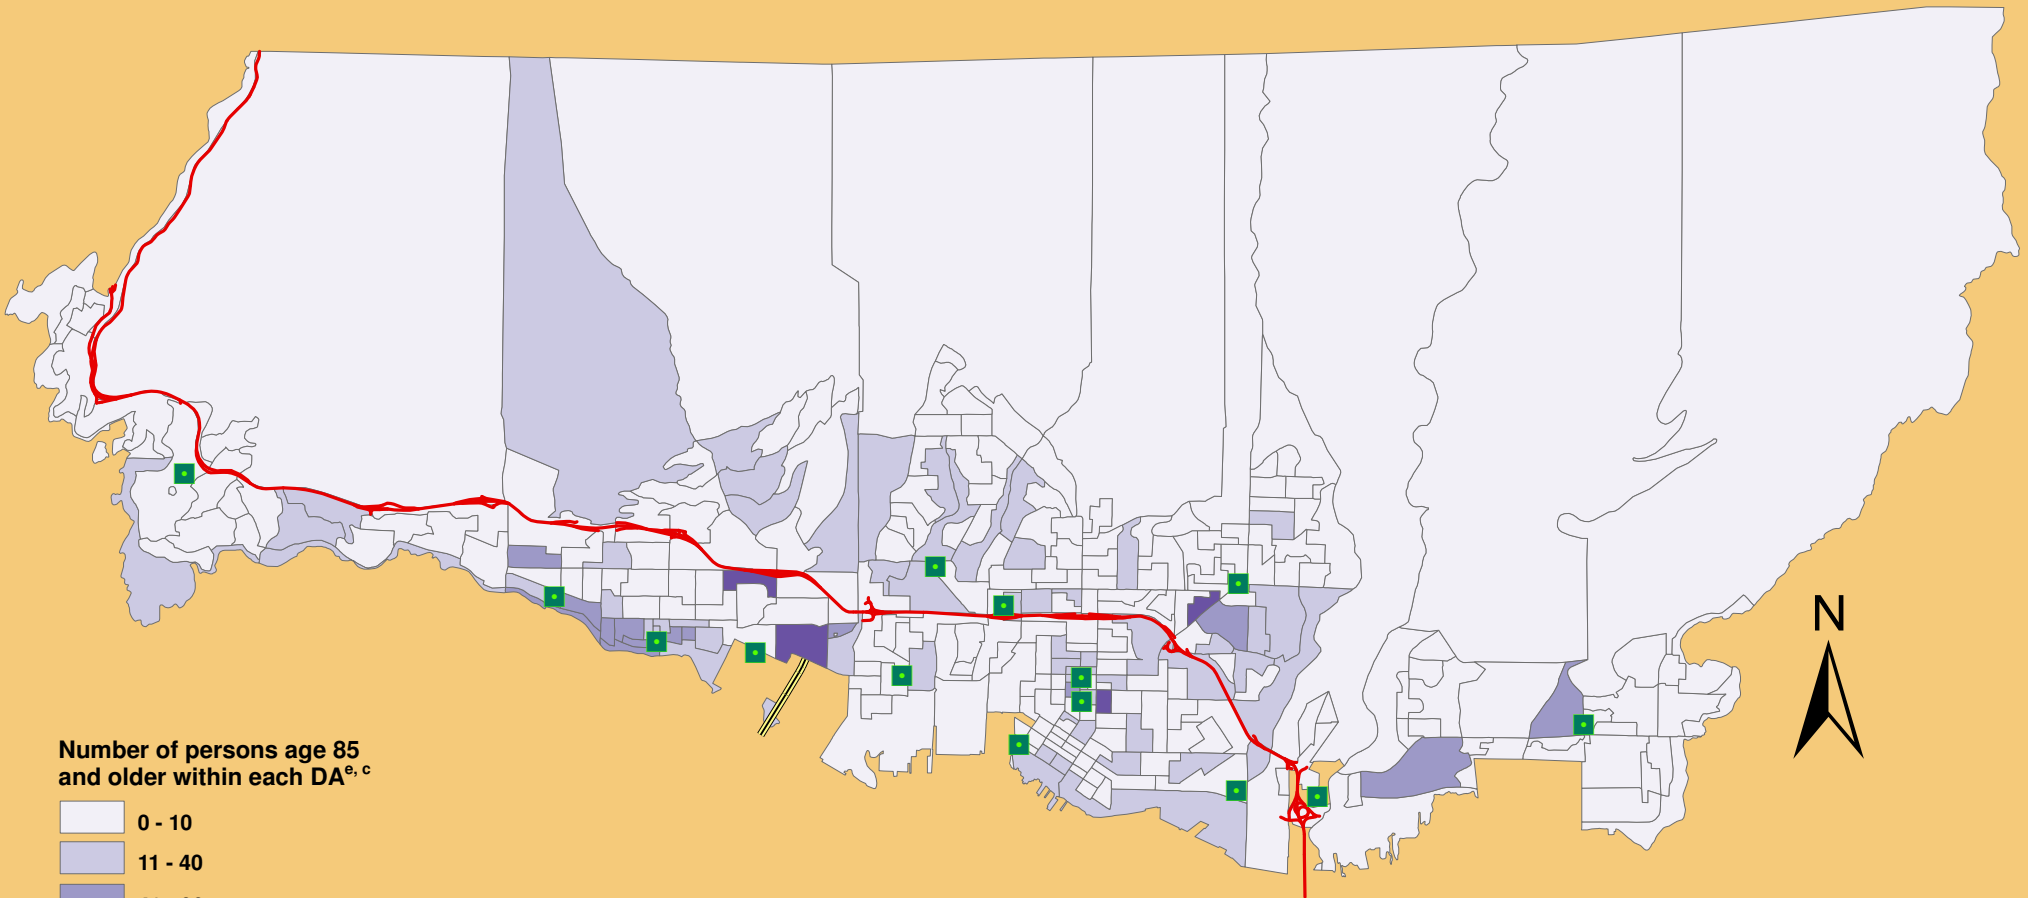 N
Number of persons age 85
and older within each DAe, c
0 - 10
11 - 40